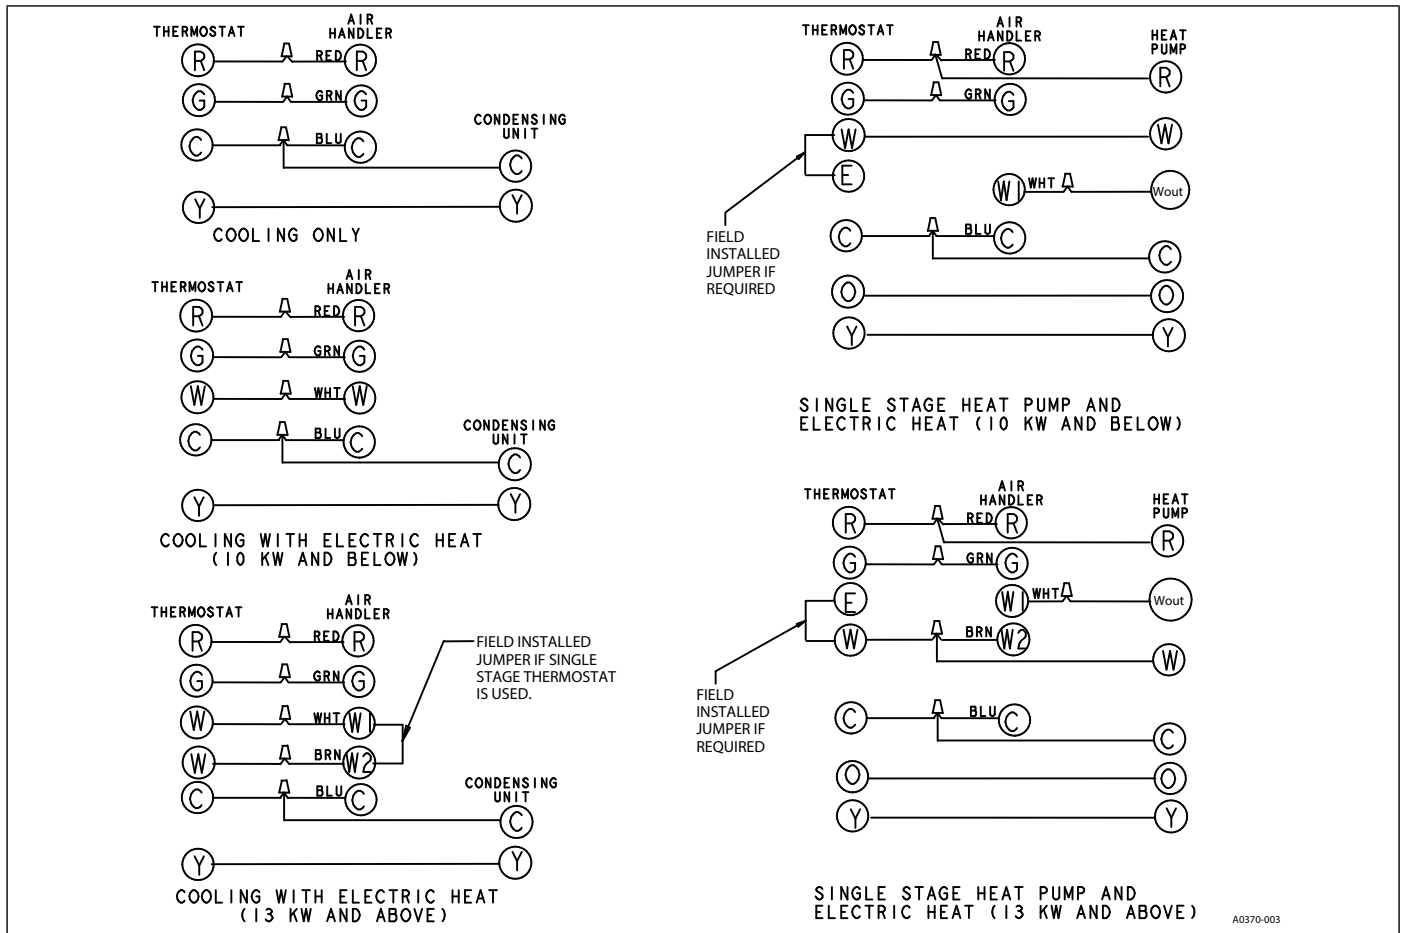 THERMOSTAT
AIR
HANDLER
R
RED
R
G
GRN
G
C
BLU
C
CONDENSING
UNIT
C
Y
Y
COOLING ONLY
THERMOSTAT
AIR
HANDLER
R
RED
R
G
GRN
G
W
WHT
W
C
BLU
C
CONDENSING
UNIT
C
Y
Y
COOLING WITH ELECTRIC HEAT
(10 KW AND BELOW)
THERMOSTAT
AIR
HANDLER
R
RED
R
G
GRN
G
W
WHT
W1
W
BRN
W2
C
BLU
C
FIELD INSTALLED
JUMPER IF SINGLE
STAGE THERMOSTAT
IS USED.
CONDENSING
UNIT
C
Y
Y
COOLING WITH ELECTRIC HEAT
(13 KW AND ABOVE)
THERMOSTAT
AIR
HANDLER
HEAT
PUMP
R
RED
R
R
G
GRN
G
W
W
E
W1
WHT
Wout
FIELD
INSTALLED
JUMPER IF
REQUIRED
C
BLU
C
C
O
O
Y
Y
SINGLE STAGE HEAT PUMP AND
ELECTRIC HEAT (10 KW AND BELOW)
THERMOSTAT
AIR
HANDLER
HEAT
PUMP
R
RED
R
R
G
GRN
G
E
W1
WHT
Wout
W
BRN
W2
W
FIELD
INSTALLED
JUMPER IF
REQUIRED
C
BLU
C
C
O
O
Y
Y
SINGLE STAGE HEAT PUMP AND
ELECTRIC HEAT (13 KW AND ABOVE)
A0370-003